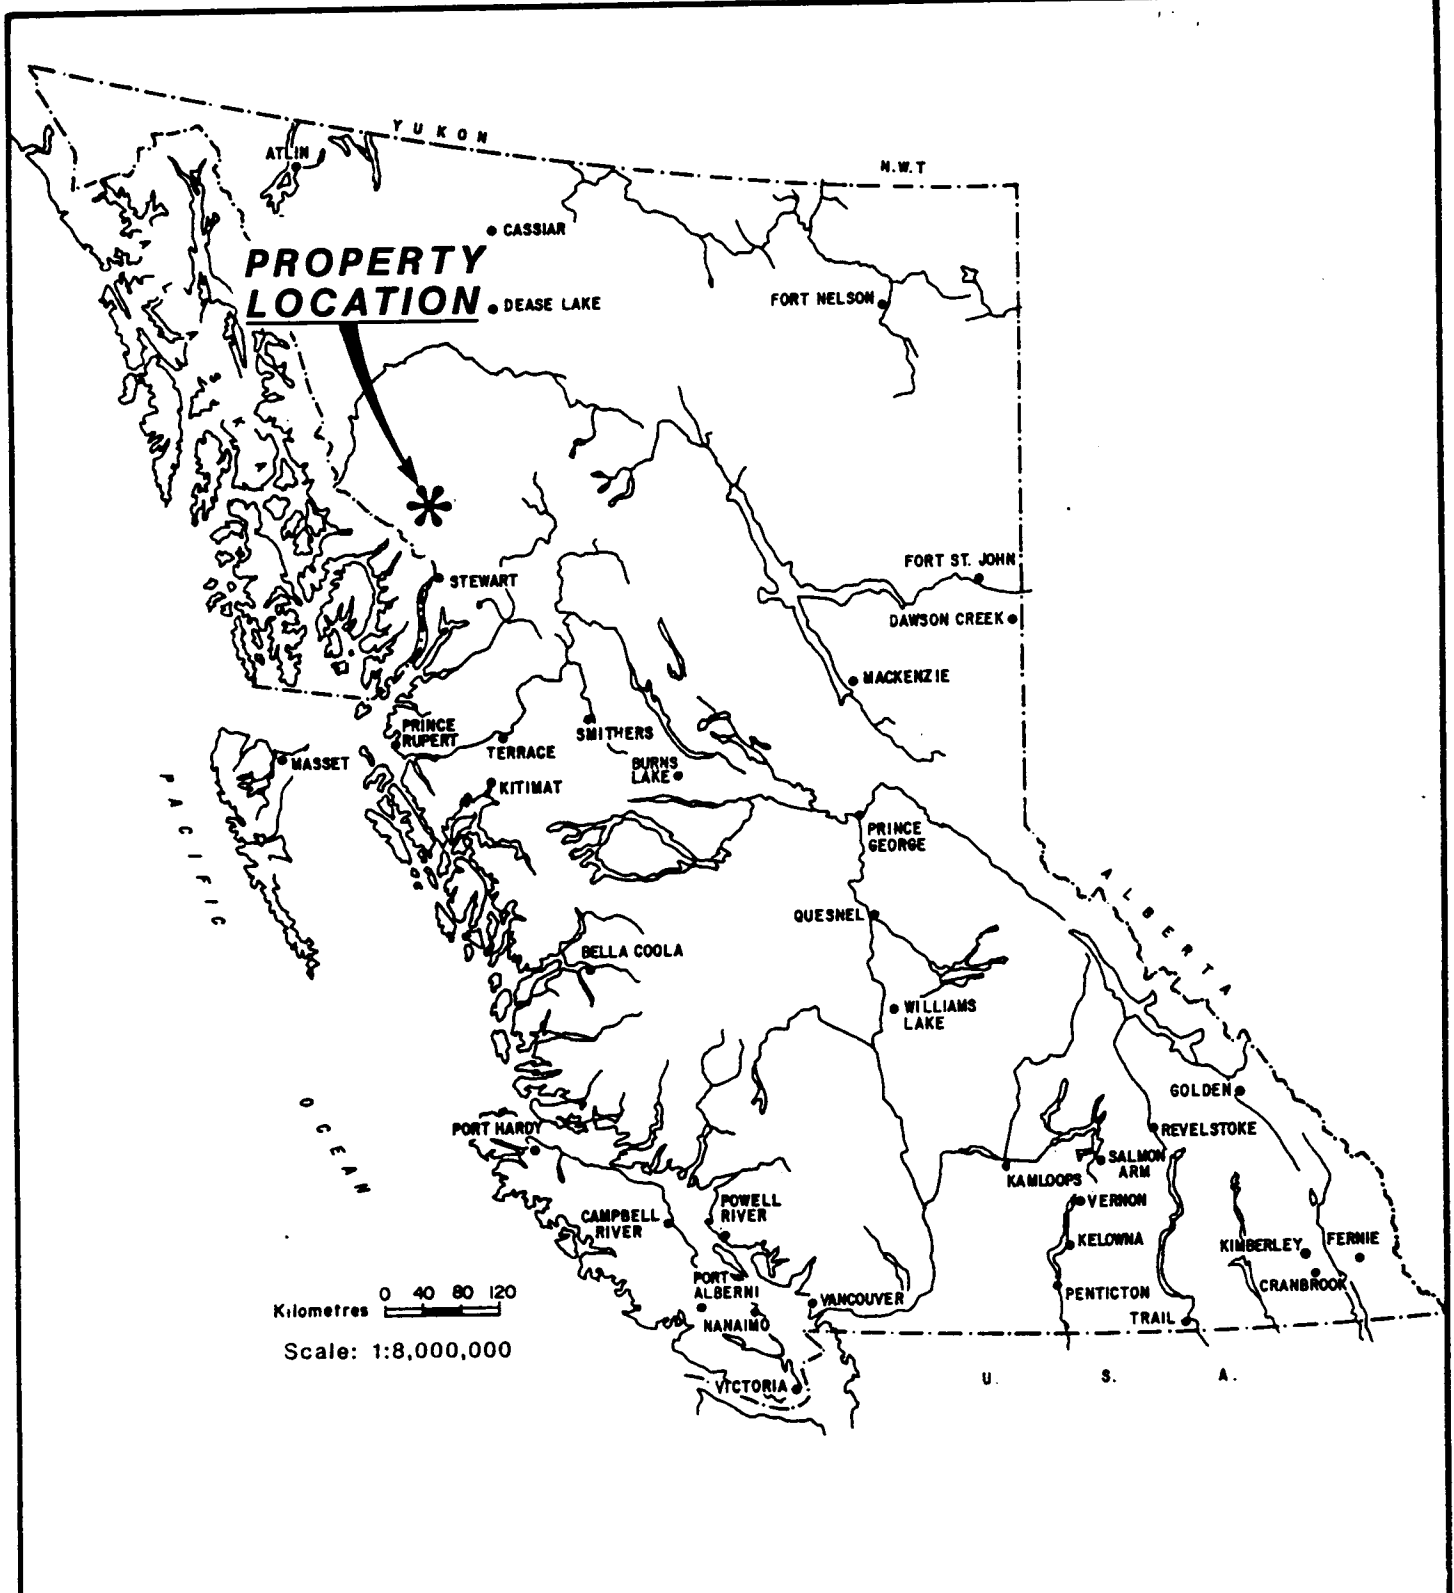 YUKON
N.W.T
ATLIN
CASSIAR
PROPERTY
LOCATION
DEASE LAKE
FORT NELSON
ALASKA
STEWART
FORT ST. JOHN
DAWSON CREEK
MACKENZIE
PRINCE
RUPERT
TERRACE
SMITHERS
MASSET
BURNS
LAKE
KITIMAT
PRINCE
GEORGE
PACIFIC
OCEAN
ALBERTA
QUESNEL
BELLA COOLA
WILLIAMS
LAKE
GOLDEN
PORT HARDY
REVELSTOKE
SALMON
ARM
KAMLOOPS
VERNON
POWELL
RIVER
CAMPBELL
RIVER
KELOWNA
KIMBERLEY
FERNIE
CRANBROOK
PENTICTON
PORT
ALBERNI
VANCOUVER
NANAIMO
TRAIL
0 40 80 120
Kilometres
Scale: 1:8,000,000
VICTORIA
U. S. A.